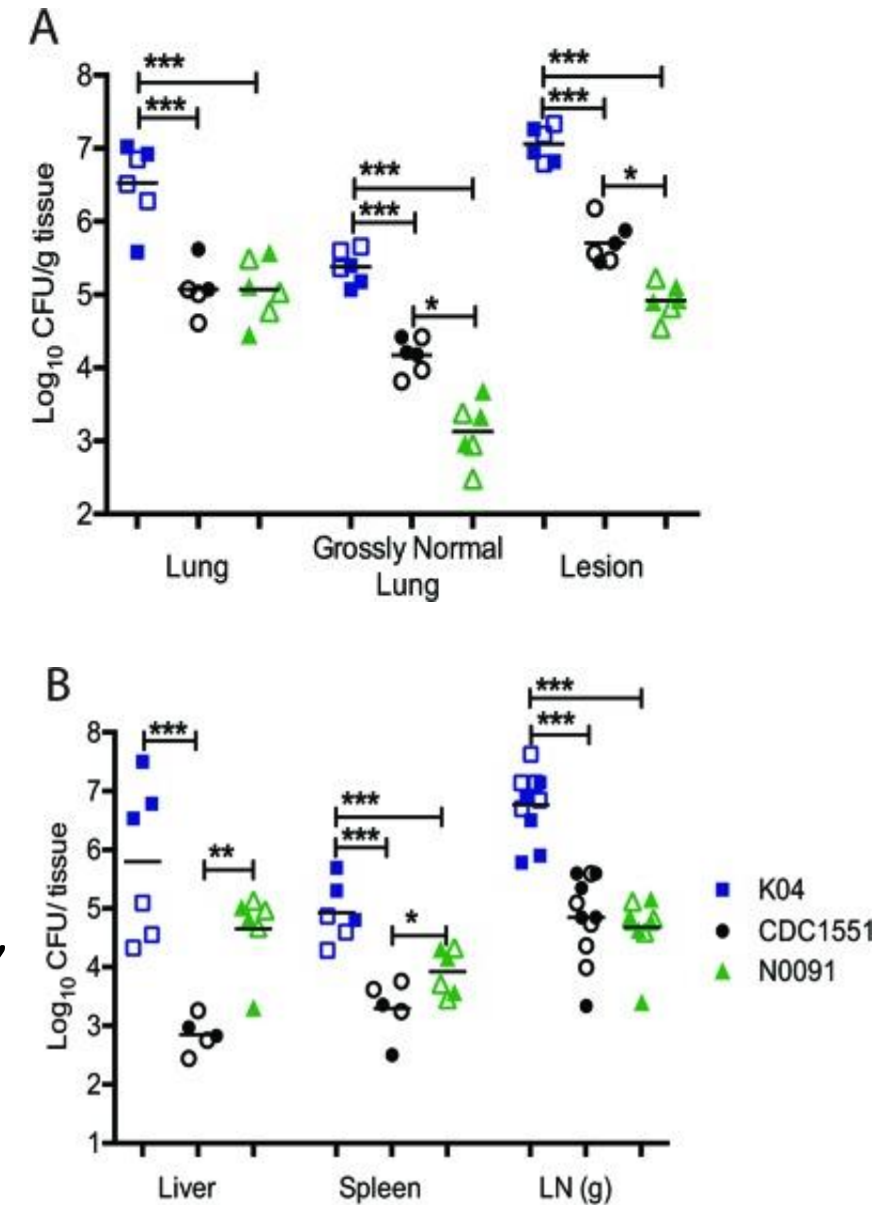 A
***
***
***
***
*
***
***
*
Log10 CFU/g tissue
8
7
6
5
4
3
2
Lung
Grossly Normal
Lung
Lesion
B
***
**
***
***
*
***
***
Log10 CFU/ tissue
8
7
6
5
4
3
2
1
Liver
Spleen
LN (g)
K04
CDC1551
N0091